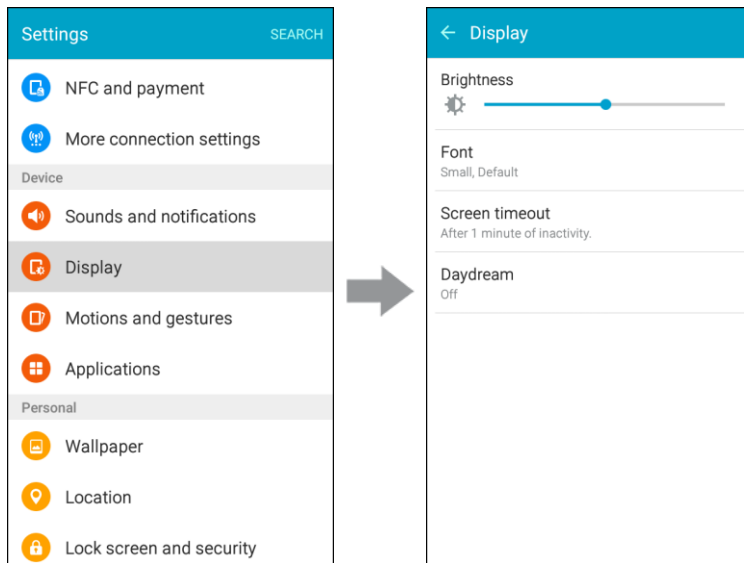 Settings
SEARCH
NFC and payment
More connection settings
Device
Sounds and notifications
Display
Motions and gestures
Applications
Personal
Wallpaper
Location
Lock screen and security
Display
Brightness
Font
Small, Default
Screen timeout
After 1 minute of inactivity.
Daydream
Off